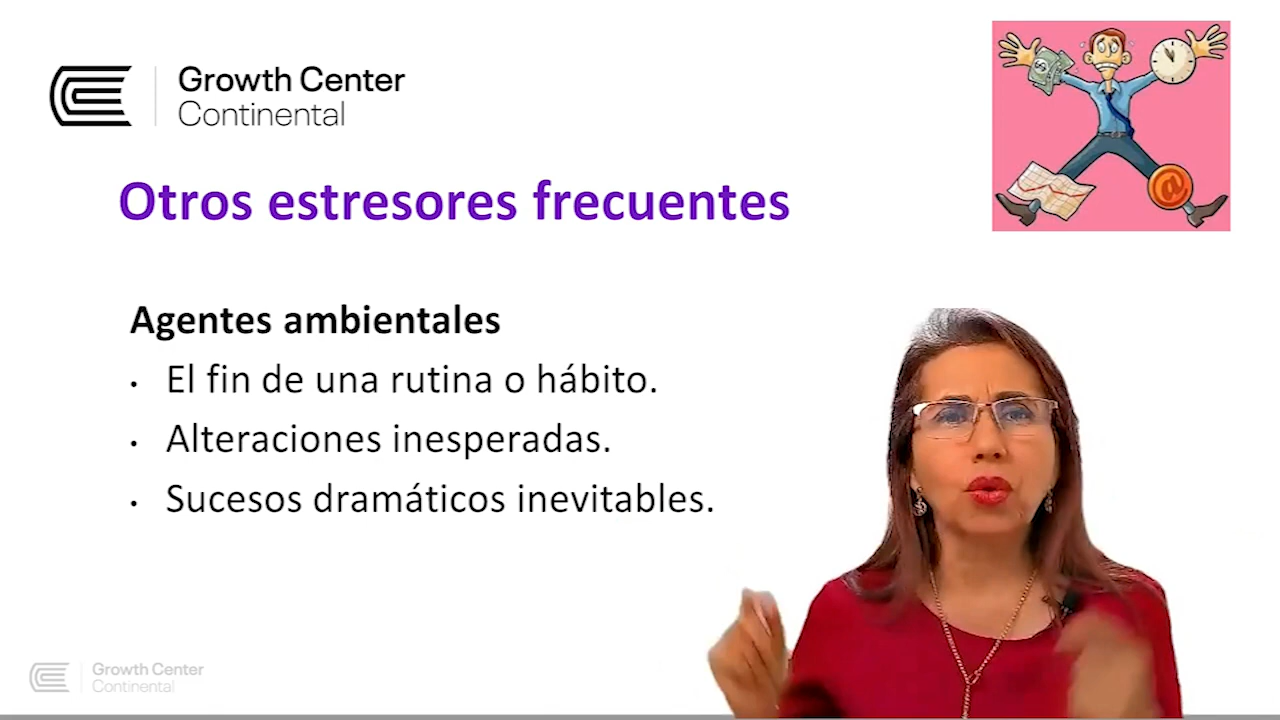 Growth Center
Continental
Otros estresores frecuentes
Agentes ambientales
• El fin de una rutina o hábito.
• Alteraciones inesperadas.
• Sucesos dramáticos inevitables.
$
@
Growth Center
Continental